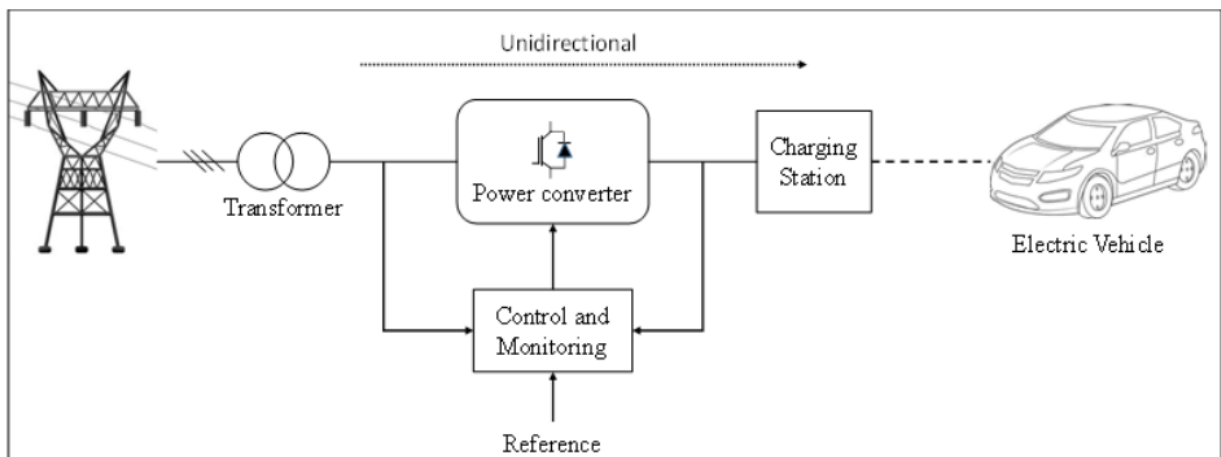 Unidirectional
Power converter
Charging
Station
Transformer
Electric Vehicle
Control and
Monitoring
Reference